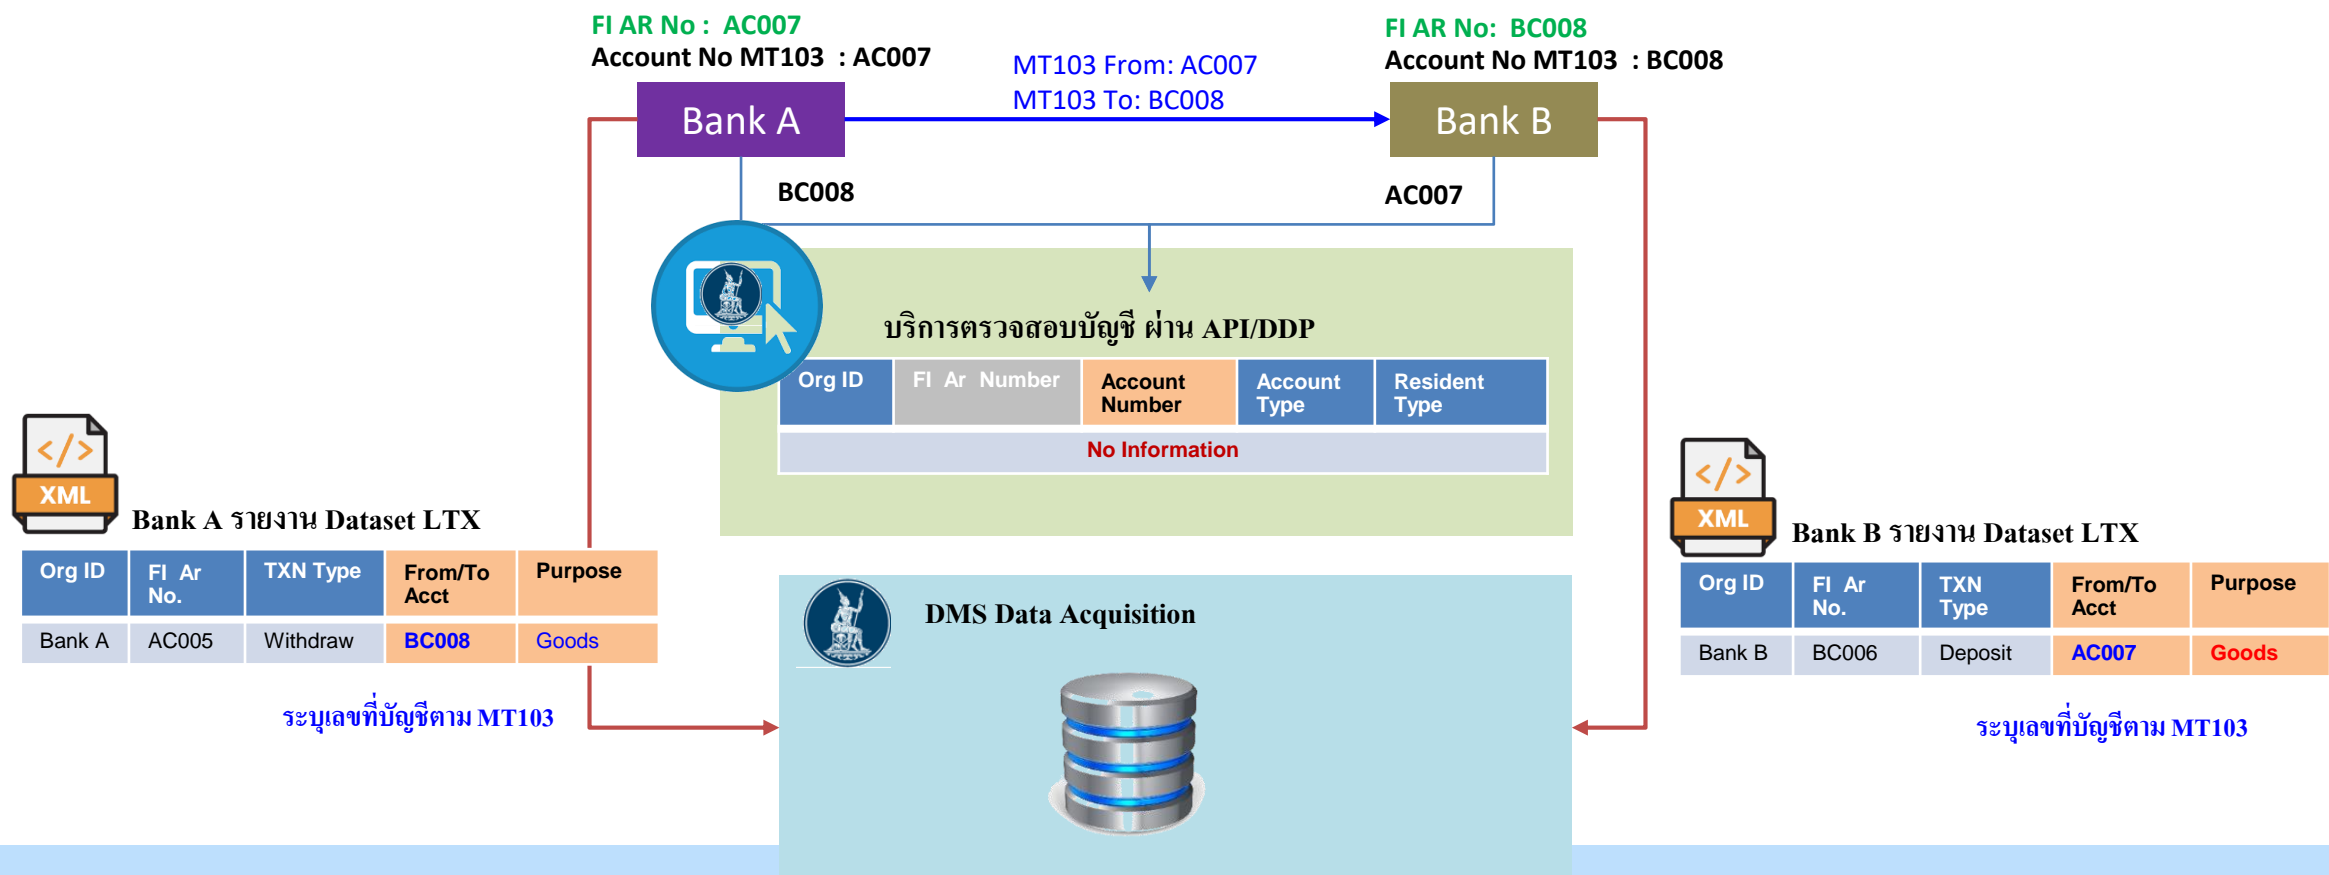 FI AR No : AC007
Account No MT103 : AC007
MT103 From: AC007
MT103 To: BC008
FI AR No: BC008
Account No MT103 : BC008
Bank A
Bank B
BC008
AC007
บริการตรวจสอบบัญชี ผ่าน API/DDP
Org ID
FI Ar Number
Account
Number
Account
Type
Resident
Type
No Information
XML
Bank A รายงาน Dataset LTX
Org ID
FI Ar
No.
TXN Type
From/To
Acct
Purpose
Bank A
AC005
Withdraw
BC008
Goods
ระบุเลขที่บัญชีตาม MT103
DMS Data Acquisition
XML
Bank B รายงาน Dataset LTX
Org ID
FI Ar
No.
TXN
Type
From/To
Acct
Purpose
Bank B
BC006
Deposit
AC007
Goods
ระบุเลขที่บัญชีตาม MT103